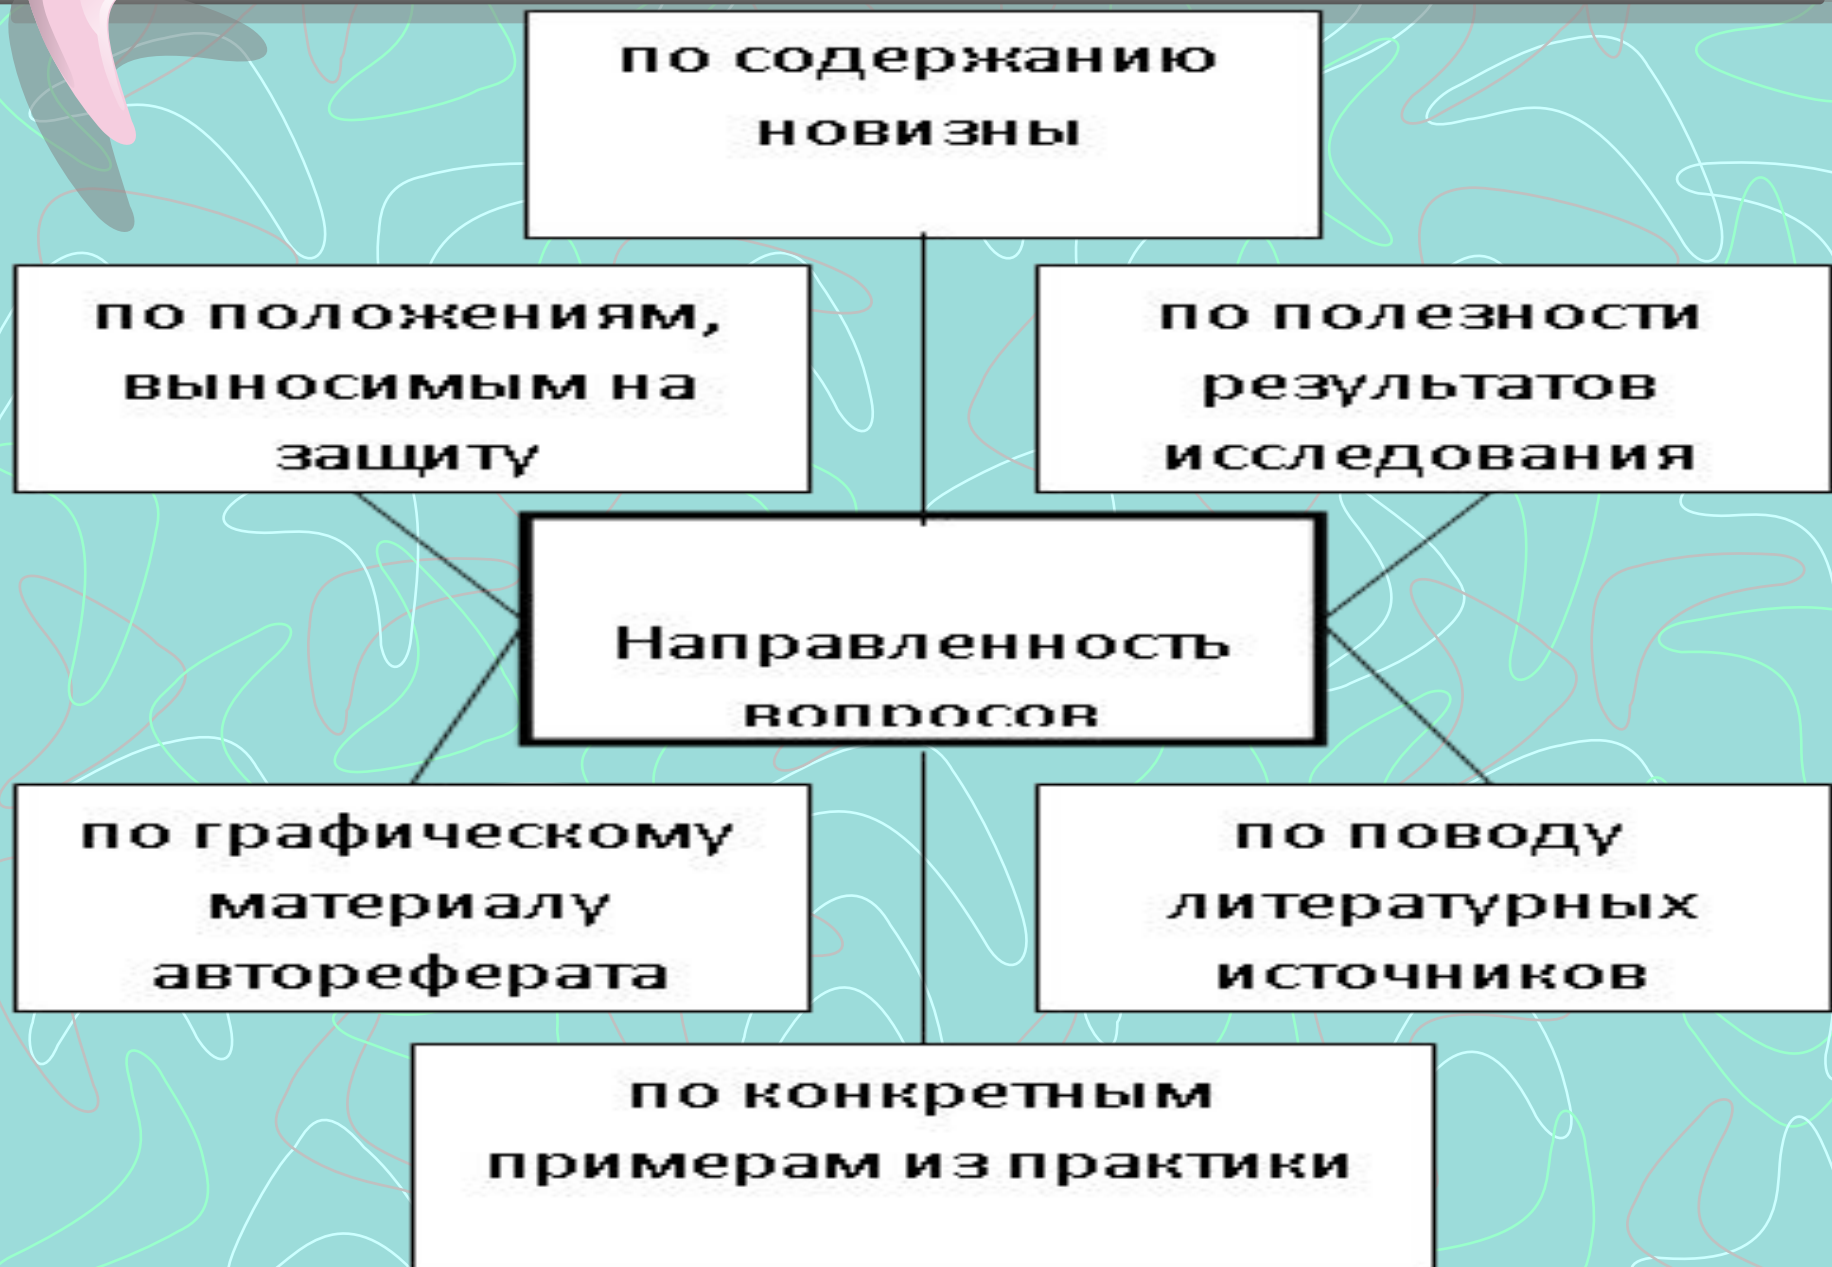 по содержанию
новизны
по положениям,
выносимым на
защиту
по полезности
результатов
исследования
Направленность
вопросов
по графическому
материалу
автореферата
по поводу
литературных
источников
по конкретным
примерам из практики